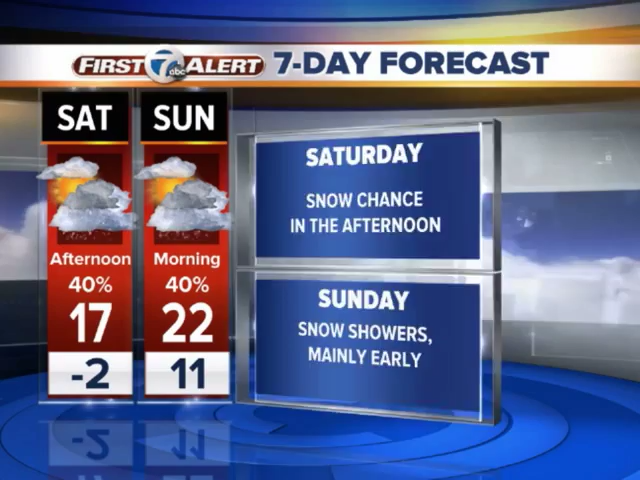 FIRST 7 abc ALERT 7-DAY FORECAST
SAT
Afternoon
40%
17
-2
SUN
Morning
40%
22
11
SATURDAY
SNOW CHANCE
IN THE AFTERNOON
SUNDAY
SNOW SHOWERS,
MAINLY EARLY